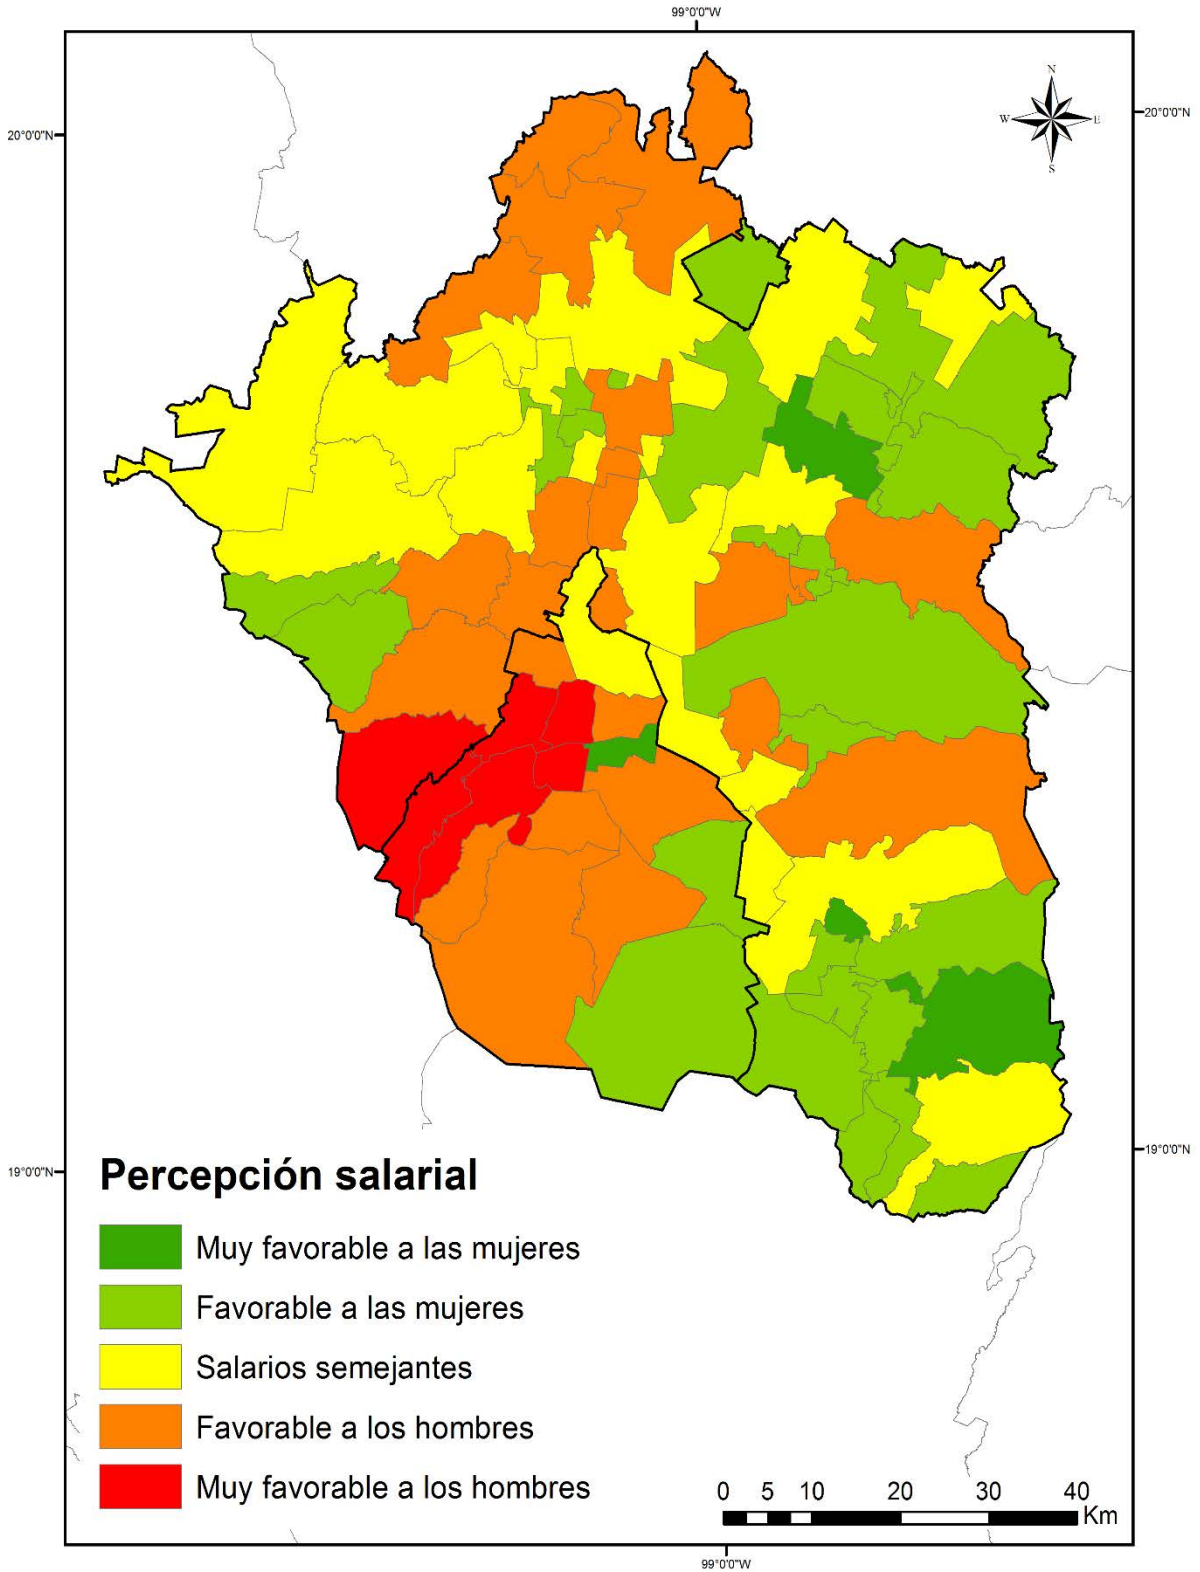 99°0'0"W
N
W
E
S
20°0'0"N
20°0'0"N
19°0'0"N
19°0'0"N
Percepción salarial
Muy favorable a las mujeres
Favorable a las mujeres
Salarios semejantes
Favorable a los hombres
Muy favorable a los hombres
0 5 10 20 30 40
Km
99°0'0"W